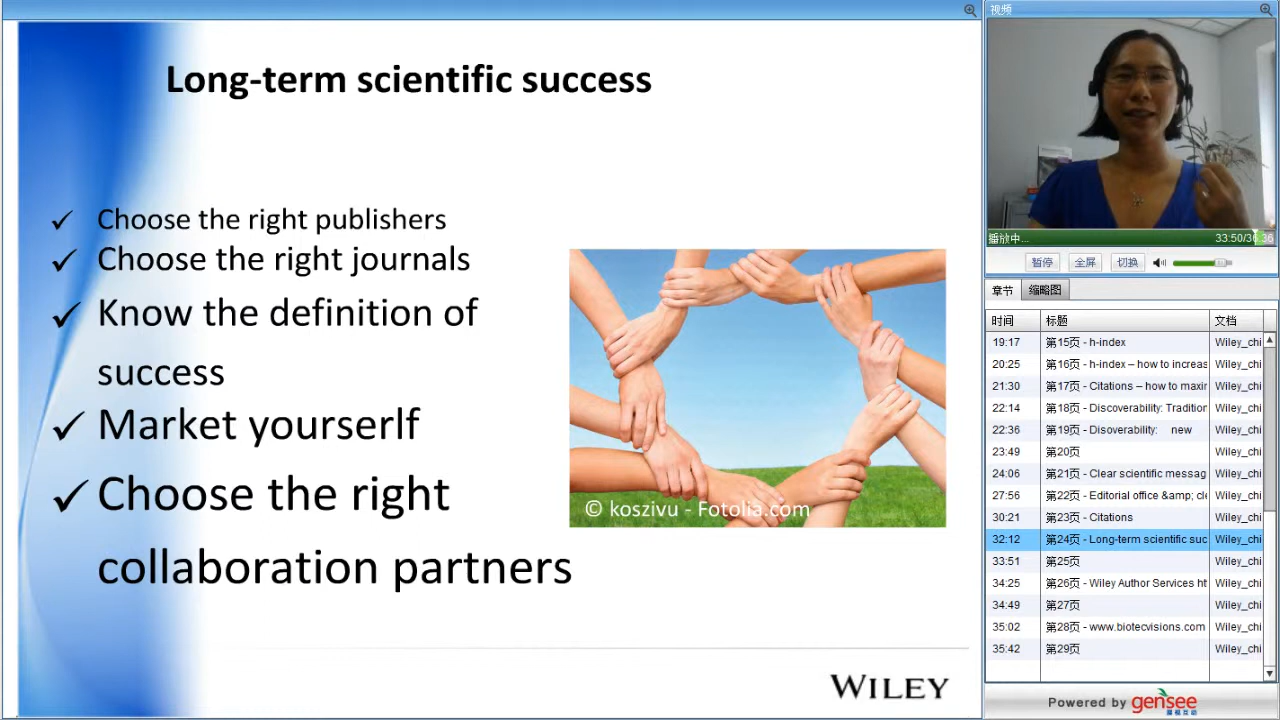 Long-term scientific success
✓ Choose the right publishers
✓ Choose the right journals
✓ Know the definition of
success
✓ Market yourserlf
✓ Choose the right
collaboration partners
© koszivu - Fotolia.com
WILEY
视频
播放中... 33:50/36:36
暂停 全屏 切换
章节 缩略图
时间 标题 文档
19:17 第15页 - h-index Wiley_chi
20:25 第16页 - h-index – how to increas Wiley_chi
21:30 第17页 - Citations – how to maxir Wiley_chi
22:14 第18页 - Discoverability: Tradition Wiley_chi
22:36 第19页 - Disoverability: new Wiley_chi
23:49 第20页 Wiley_chi
24:06 第21页 - Clear scientific messag Wiley_chi
27:56 第22页 - Editorial office &amp; cle Wiley_chi
30:21 第23页 - Citations Wiley_chi
32:12 第24页 - Long-term scientific suc Wiley_chi
33:51 第25页 Wiley_chi
34:25 第26页 - Wiley Author Services ht Wiley_chi
34:49 第27页 Wiley_chi
35:02 第28页 - www.biotecvisions.com Wiley_chi
35:42 第29页 Wiley_chi
Powered by gensee